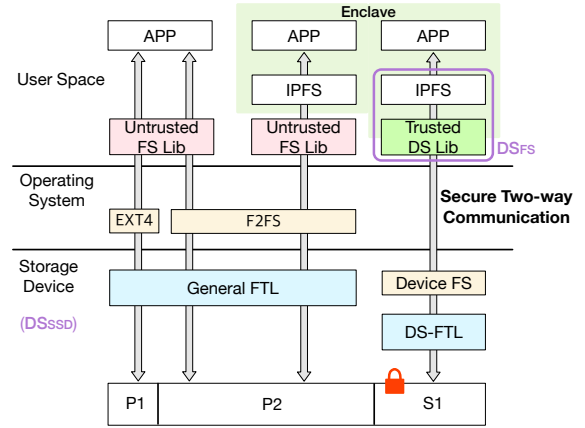 Enclave
APP
APP
APP
User Space
IPFS
IPFS
Untrusted
FS Lib
Untrusted
FS Lib
Trusted
DS Lib
DSFS
Operating
System
Secure Two-way
Communication
EXT4
F2FS
Storage
Device
General FTL
Device FS
(DSSSD)
DS-FTL
P1
P2
S1